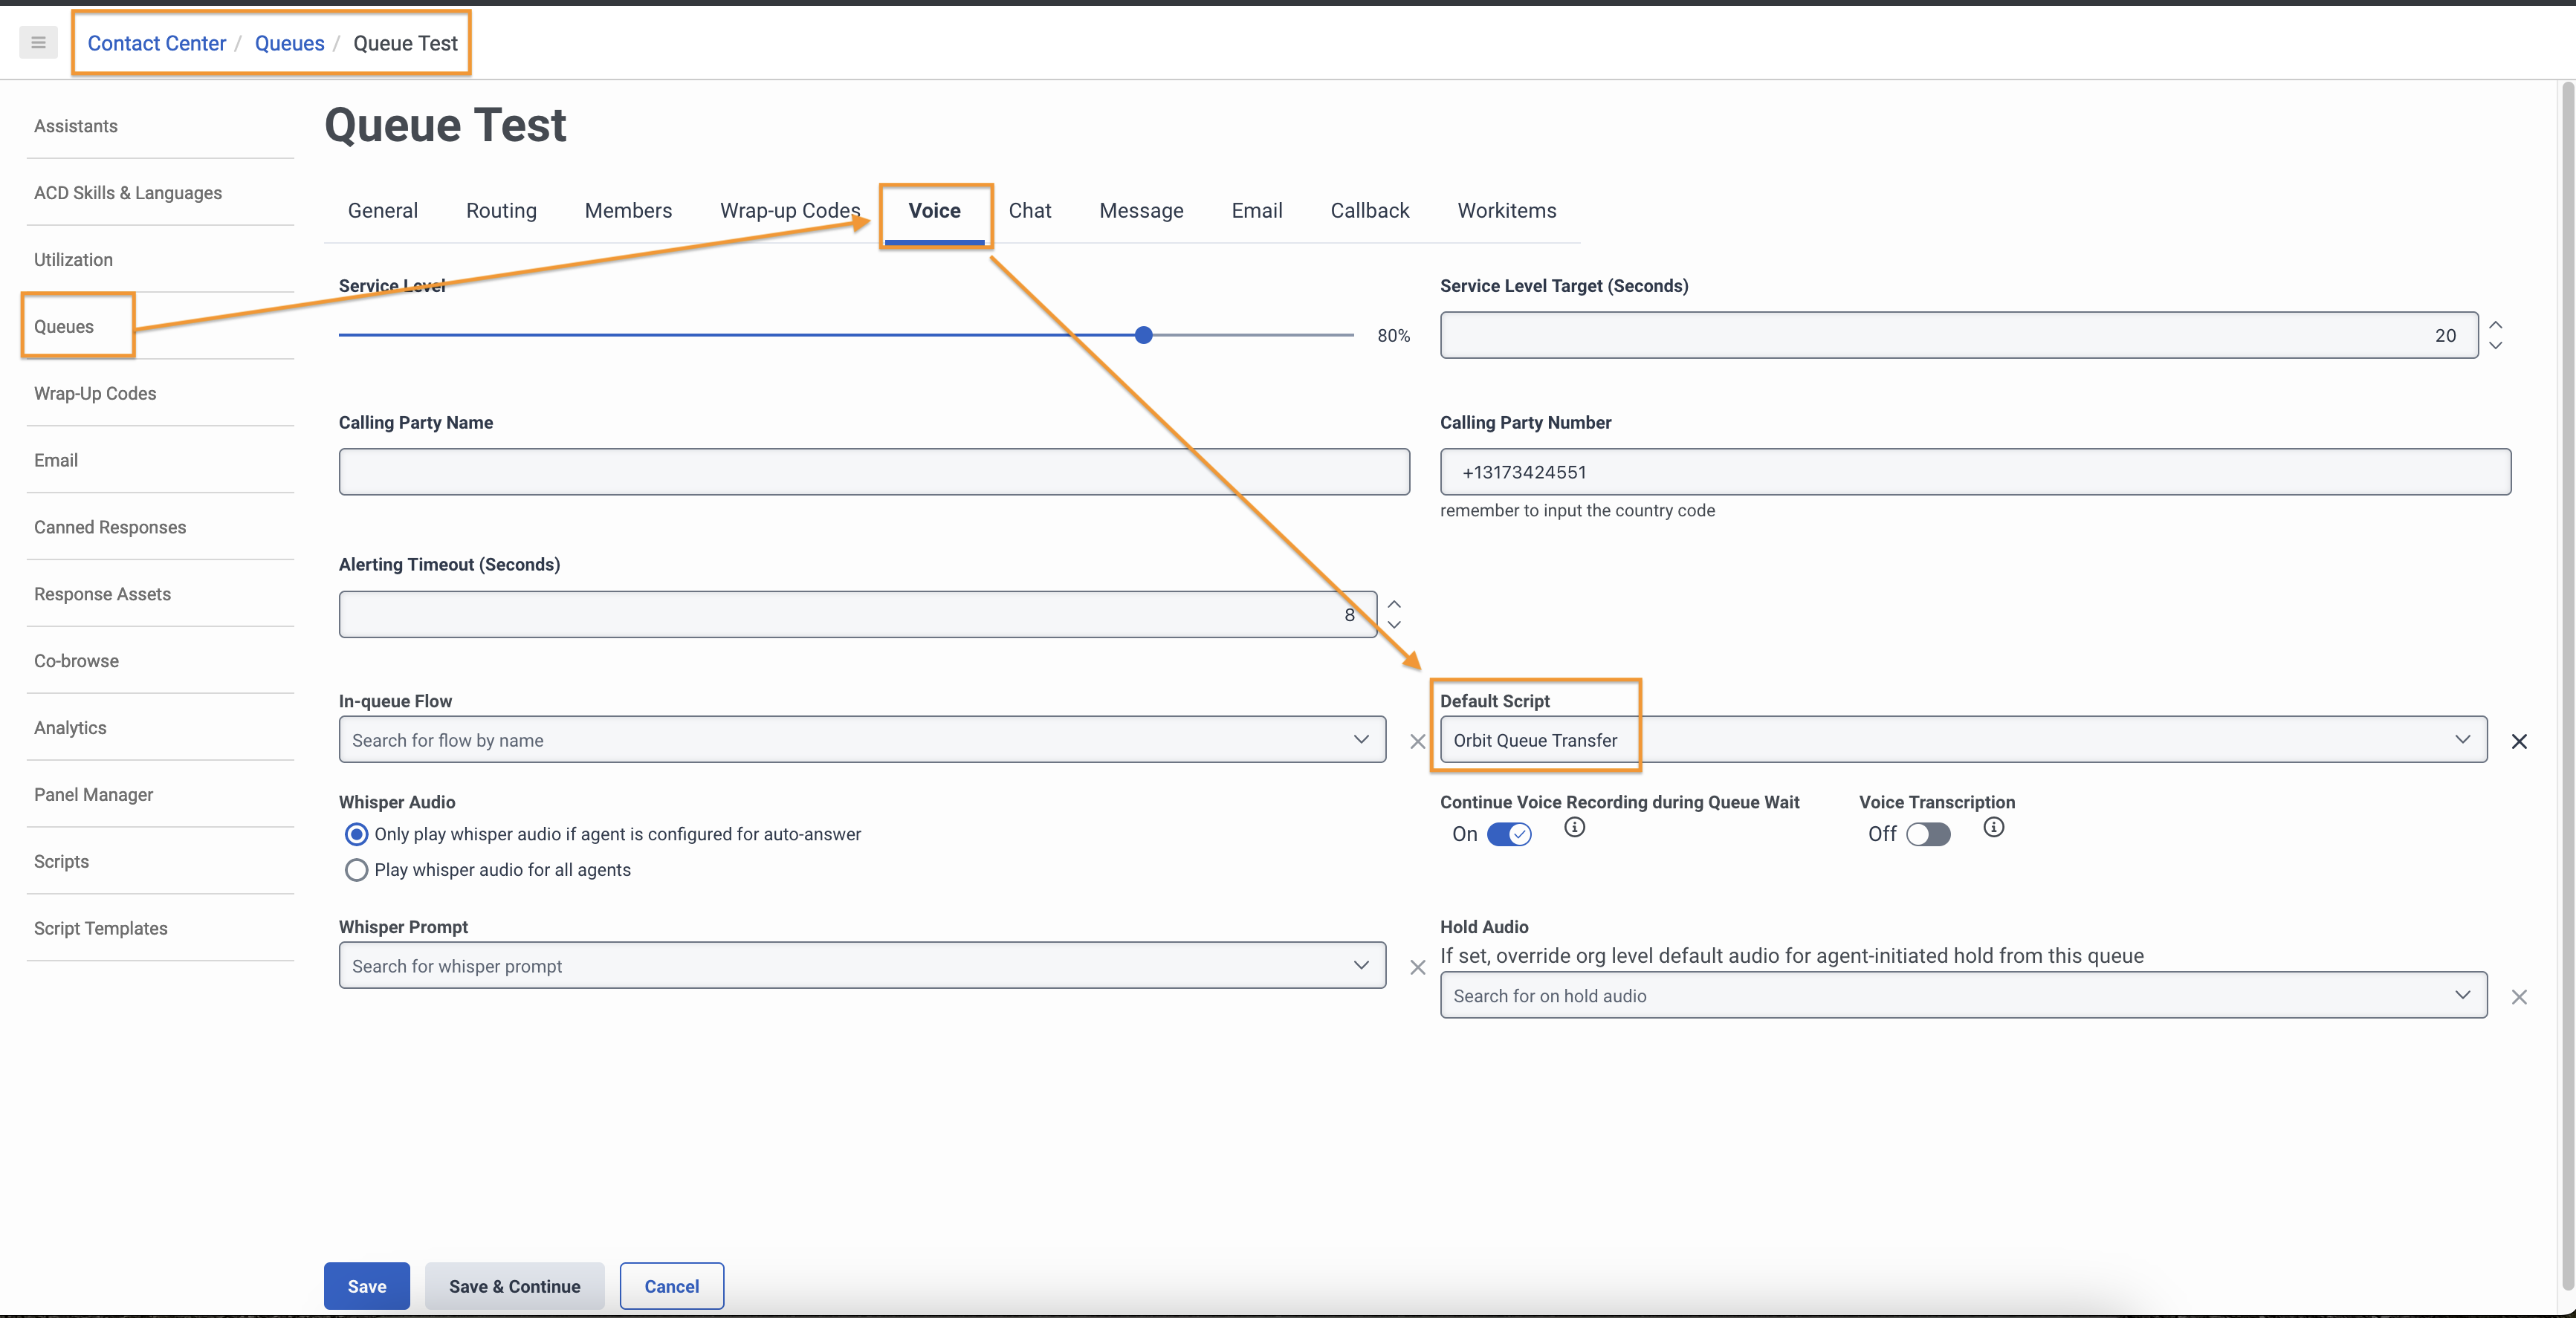 Contact Center / Queues / Queue Test
Assistants
ACD Skills & Languages
Utilization
Queues
Wrap-Up Codes
Email
Canned Responses
Response Assets
Co-browse
Analytics
Panel Manager
Scripts
Script Templates
Queue Test
General Routing Members Wrap-up Codes Voice Chat Message Email Callback Workitems
Service Level
80%
Service Level Target (Seconds)
20
Calling Party Name
Calling Party Number
+13173424551
remember to input the country code
Alerting Timeout (Seconds)
8
In-queue Flow
Search for flow by name
Default Script
Orbit Queue Transfer
Whisper Audio
Only play whisper audio if agent is configured for auto-answer
Play whisper audio for all agents
Continue Voice Recording during Queue Wait
On
Voice Transcription
Off
Whisper Prompt
Search for whisper prompt
Hold Audio
If set, override org level default audio for agent-initiated hold from this queue
Search for on hold audio
Save Save & Continue Cancel